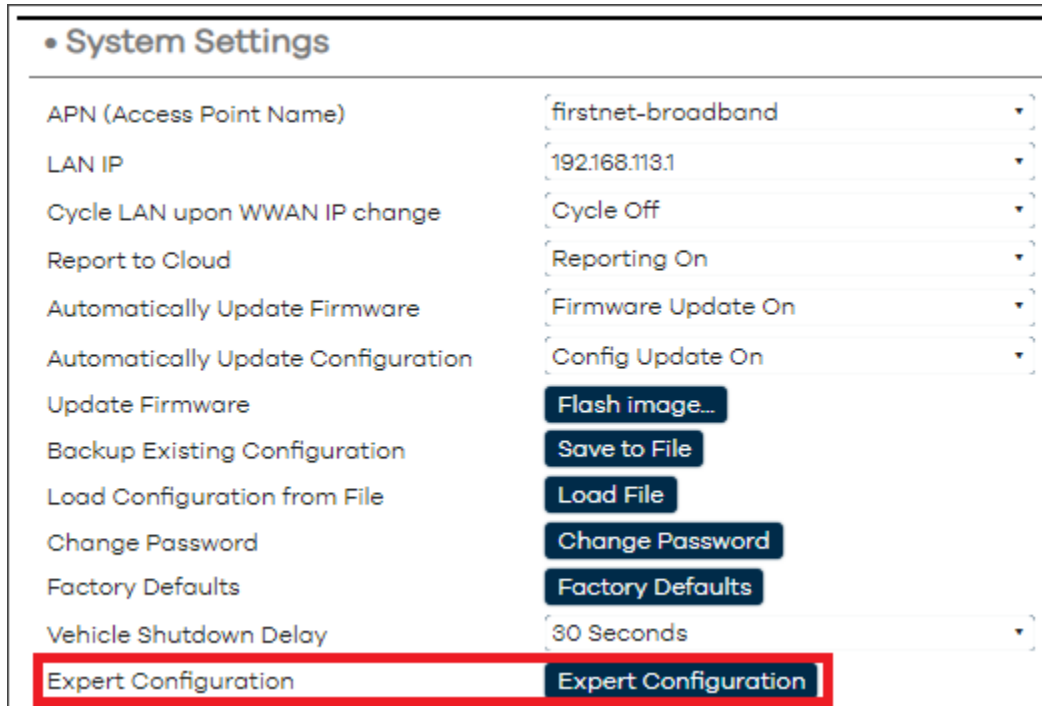 • System Settings
APN (Access Point Name) firstnet-broadband
LAN IP 192.168.113.1
Cycle LAN upon WWAN IP change Cycle Off
Report to Cloud Reporting On
Automatically Update Firmware Firmware Update On
Automatically Update Configuration Config Update On
Update Firmware Flash image...
Backup Existing Configuration Save to File
Load Configuration from File Load File
Change Password Change Password
Factory Defaults Factory Defaults
Vehicle Shutdown Delay 30 Seconds
Expert Configuration Expert Configuration